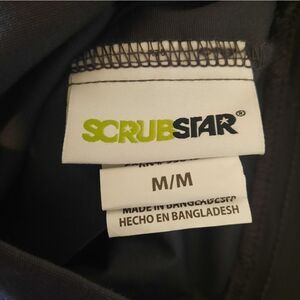 SCRUBSTAR®
M/M
MADE IN BANGLADESH
HECHO EN BANGLADESH